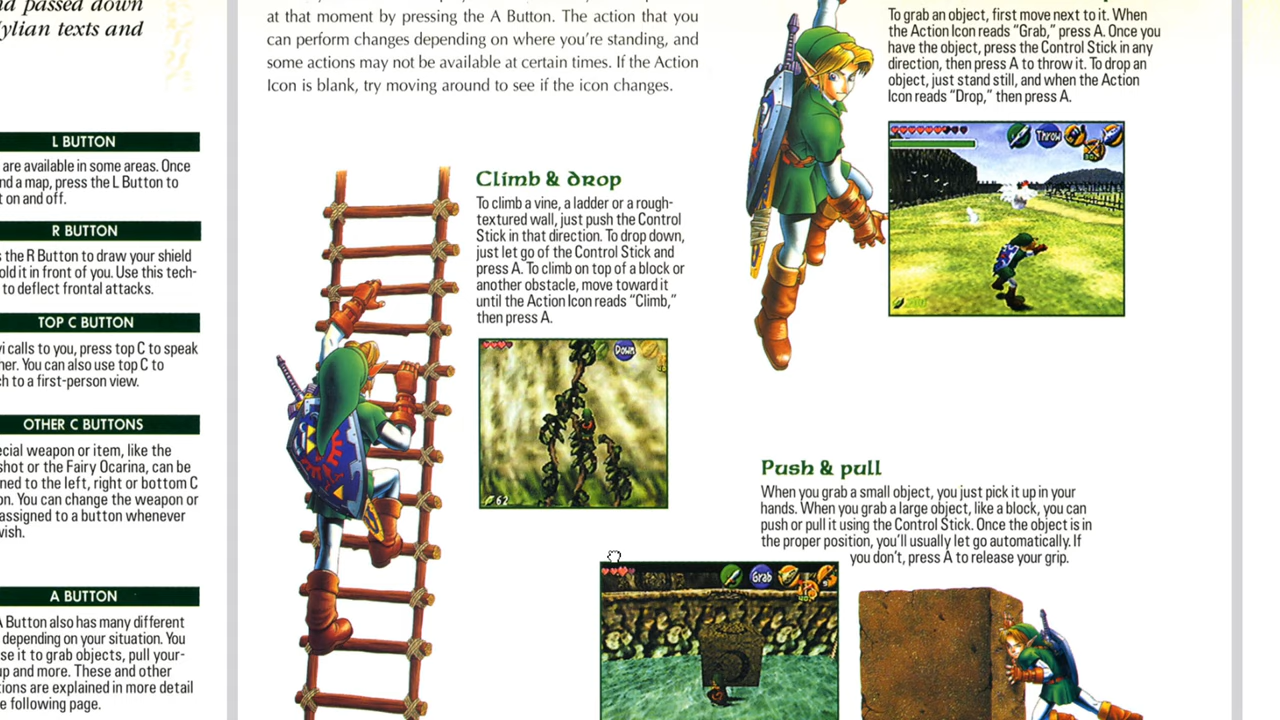 nd passed down
ylian texts and
L BUTTON
are available in some areas. Once
nd a map, press the L Button to
t on and off.
R BUTTON
s the R Button to draw your shield
old it in front of you. Use this tech-
to deflect frontal attacks.
TOP C BUTTON
vi calls to you, press top C to speak
her. You can also use top C to
ch to a first-person view.
OTHER C BUTTONS
ecial weapon or item, like the
shot or the Fairy Ocarina, can be
ned to the left, right or bottom C
on. You can change the weapon or
assigned to a button whenever
wish.
A BUTTON
A Button also has many different
depending on your situation. You
se it to grab objects, pull your-
up and more. These and other
tions are explained in more detail
e following page.
at that moment by pressing the A Button. The action that you
can perform changes depending on where you're standing, and
some actions may not be available at certain times. If the Action
Icon is blank, try moving around to see if the icon changes.
Climb & drop
To climb a vine, a ladder or a rough-
textured wall, just push the Control
Stick in that direction. To drop down,
just let go of the Control Stick and
press A. To climb on top of a block or
another obstacle, move toward it
until the Action Icon reads "Climb,"
then press A.
Down
62
To grab an object, first move next to it. When
the Action Icon reads "Grab," press A. Once you
have the object, press the Control Stick in any
direction, then press A to throw it. To drop an
object, just stand still, and when the Action
Icon reads "Drop," then press A.
Throw
Push & pull
When you grab a small object, you just pick it up in your
hands. When you grab a large object, like a block, you can
push or pull it using the Control Stick. Once the object is in
the proper position, you'll usually let go automatically. If
you don't, press A to release your grip.
Grab